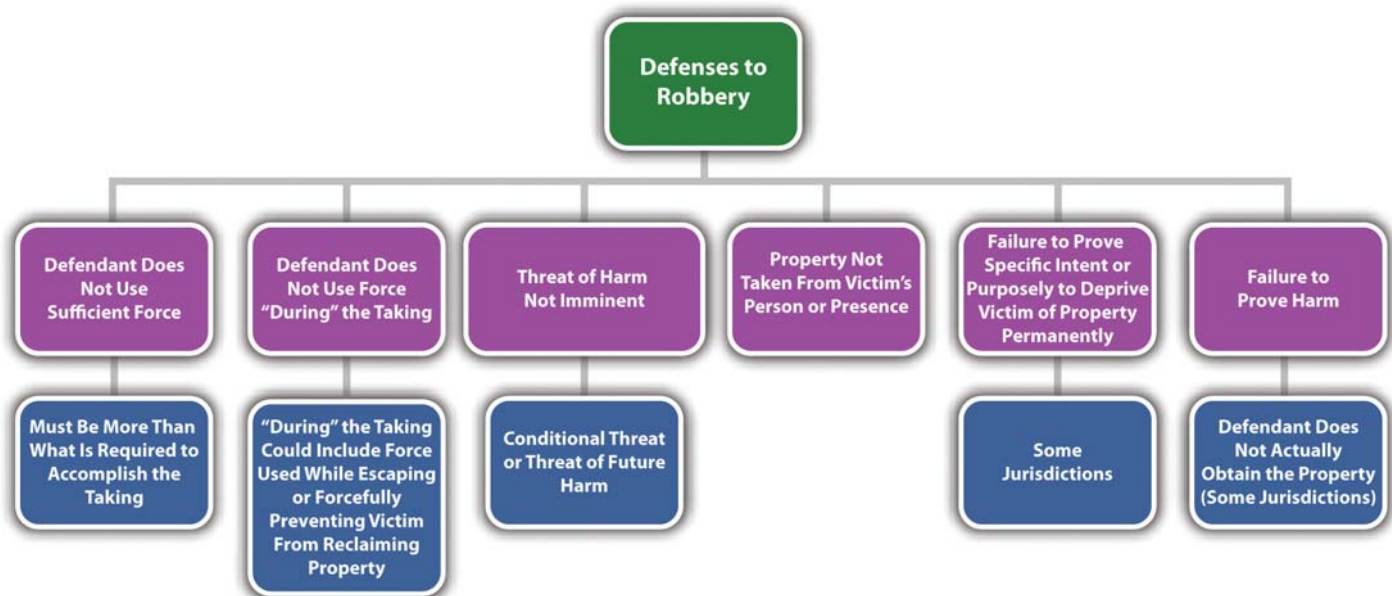 Defenses to
Robbery
Defendant Does
Not Use
Sufficient Force
Defendant Does
Not Use Force
“During” the Taking
Threat of Harm
Not Imminent
Property Not
Taken From Victim’s
Person or Presence
Failure to Prove
Specific Intent or
Purposely to Deprive
Victim of Property
Permanently
Failure to
Prove Harm
Must Be More Than
What Is Required to
Accomplish the
Taking
“During” the Taking
Could Include Force
Used While Escaping
or Forcefully
Preventing Victim
From Reclaiming
Property
Conditional Threat
or Threat of Future
Harm
Some
Jurisdictions
Defendant Does
Not Actually
Obtain the Property
(Some Jurisdictions)